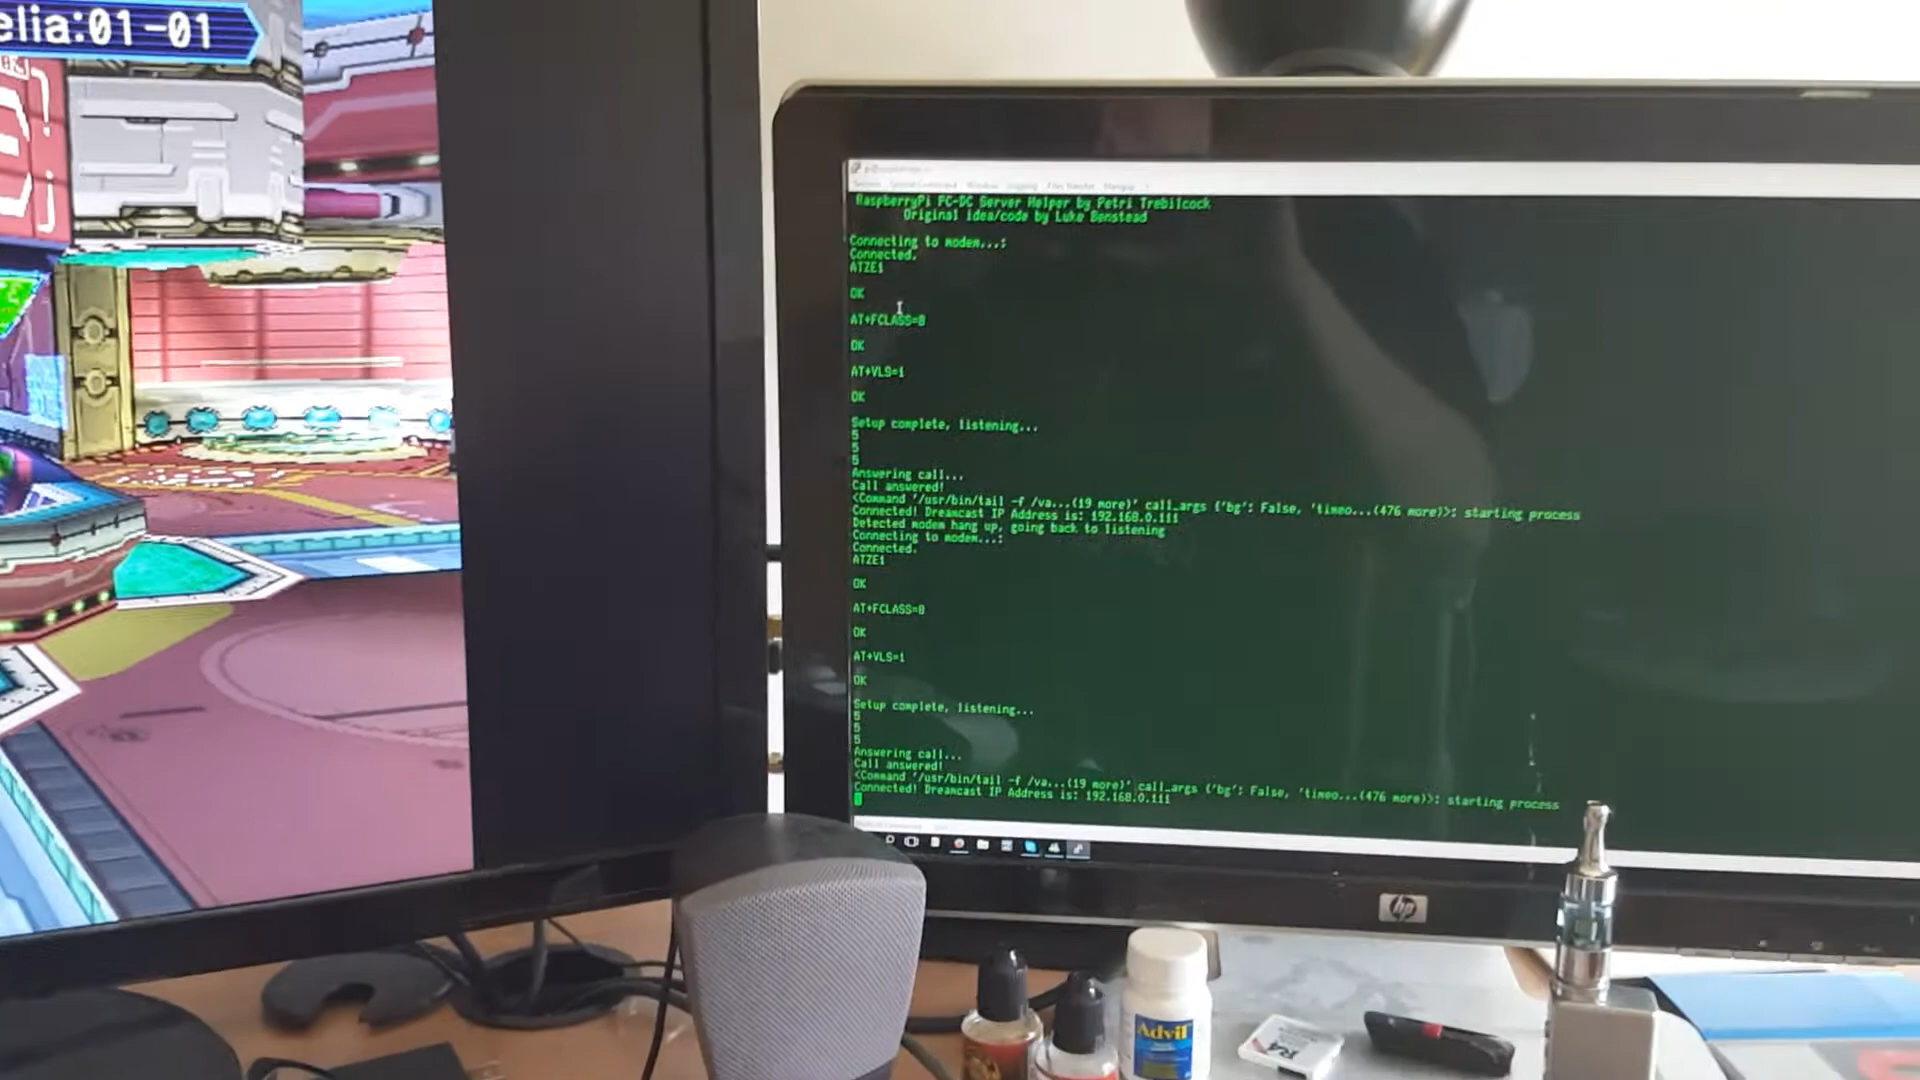 elia:01-01
RaspberryPi PC-DC Server Helper by Petri Trebilcock
Original idea/code by Luke Benstead
Connecting to modem...:
Connected.
ATZE1
OK
AT+FCLASS=8
OK
AT+VLS=1
OK
Setup complete, listening...
5
5
5
Answering call...
Call answered!
<Command '/usr/bin/tail -f /va...(19 more)' call_args {'bg': False, 'timeo...(476 more)>: starting process
Connected! Dreamcast IP Address is: 192.168.0.111
Detected modem hang up, going back to listening
Connecting to modem...:
Connected.
ATZE1
OK
AT+FCLASS=8
OK
AT+VLS=1
OK
Setup complete, listening...
5
5
5
Answering call...
Call answered!
<Command '/usr/bin/tail -f /va...(19 more)' call_args {'bg': False, 'timeo...(476 more)>: starting process
Connected! Dreamcast IP Address is: 192.168.0.111
hp
Advil
R4